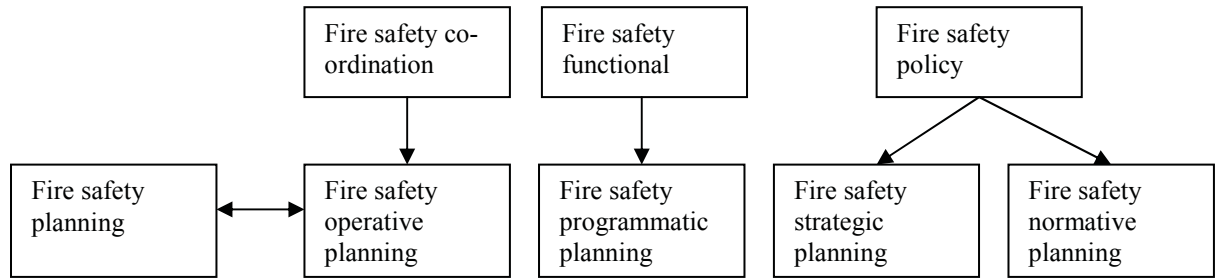 Fire safety co-
ordination
Fire safety
functional
Fire safety
policy
Fire safety
planning
Fire safety
operative
planning
Fire safety
programmatic
planning
Fire safety
strategic
planning
Fire safety
normative
planning